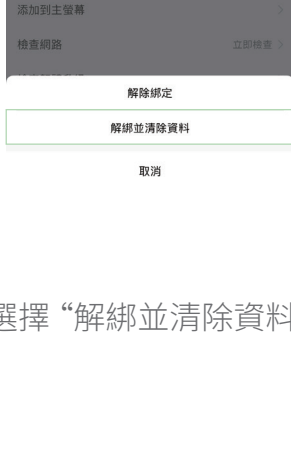 添加到主螢幕
檢查網路 立即檢查
解除綁定
解綁並清除資料
取消
選擇 “解綁並清除資料